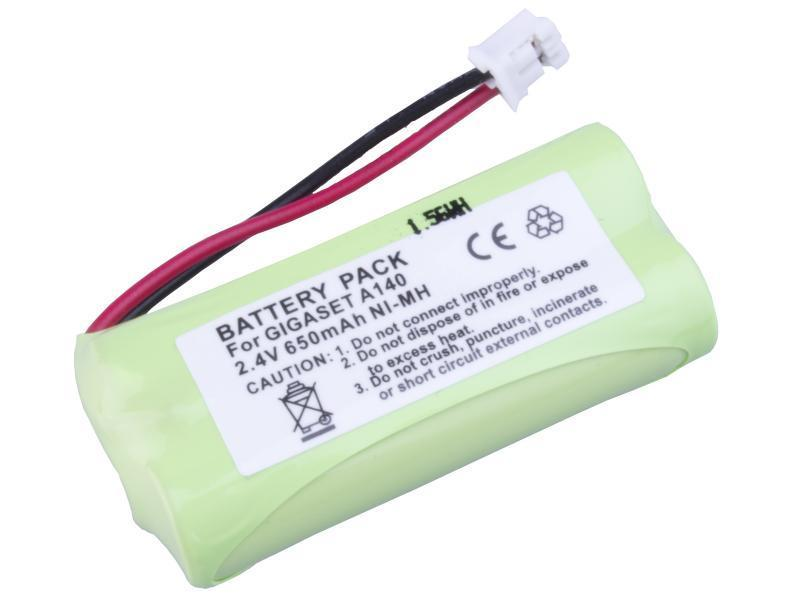 1.56WH
BATTERY PACK
For GIGASET A140
2.4V 650mAh NI-MH
CE
CAUTION: 1. Do not connect improperly.
2. Do not dispose of in fire or expose
to excess heat.
3. Do not crush, puncture, incinerate
or short circuit external contacts.